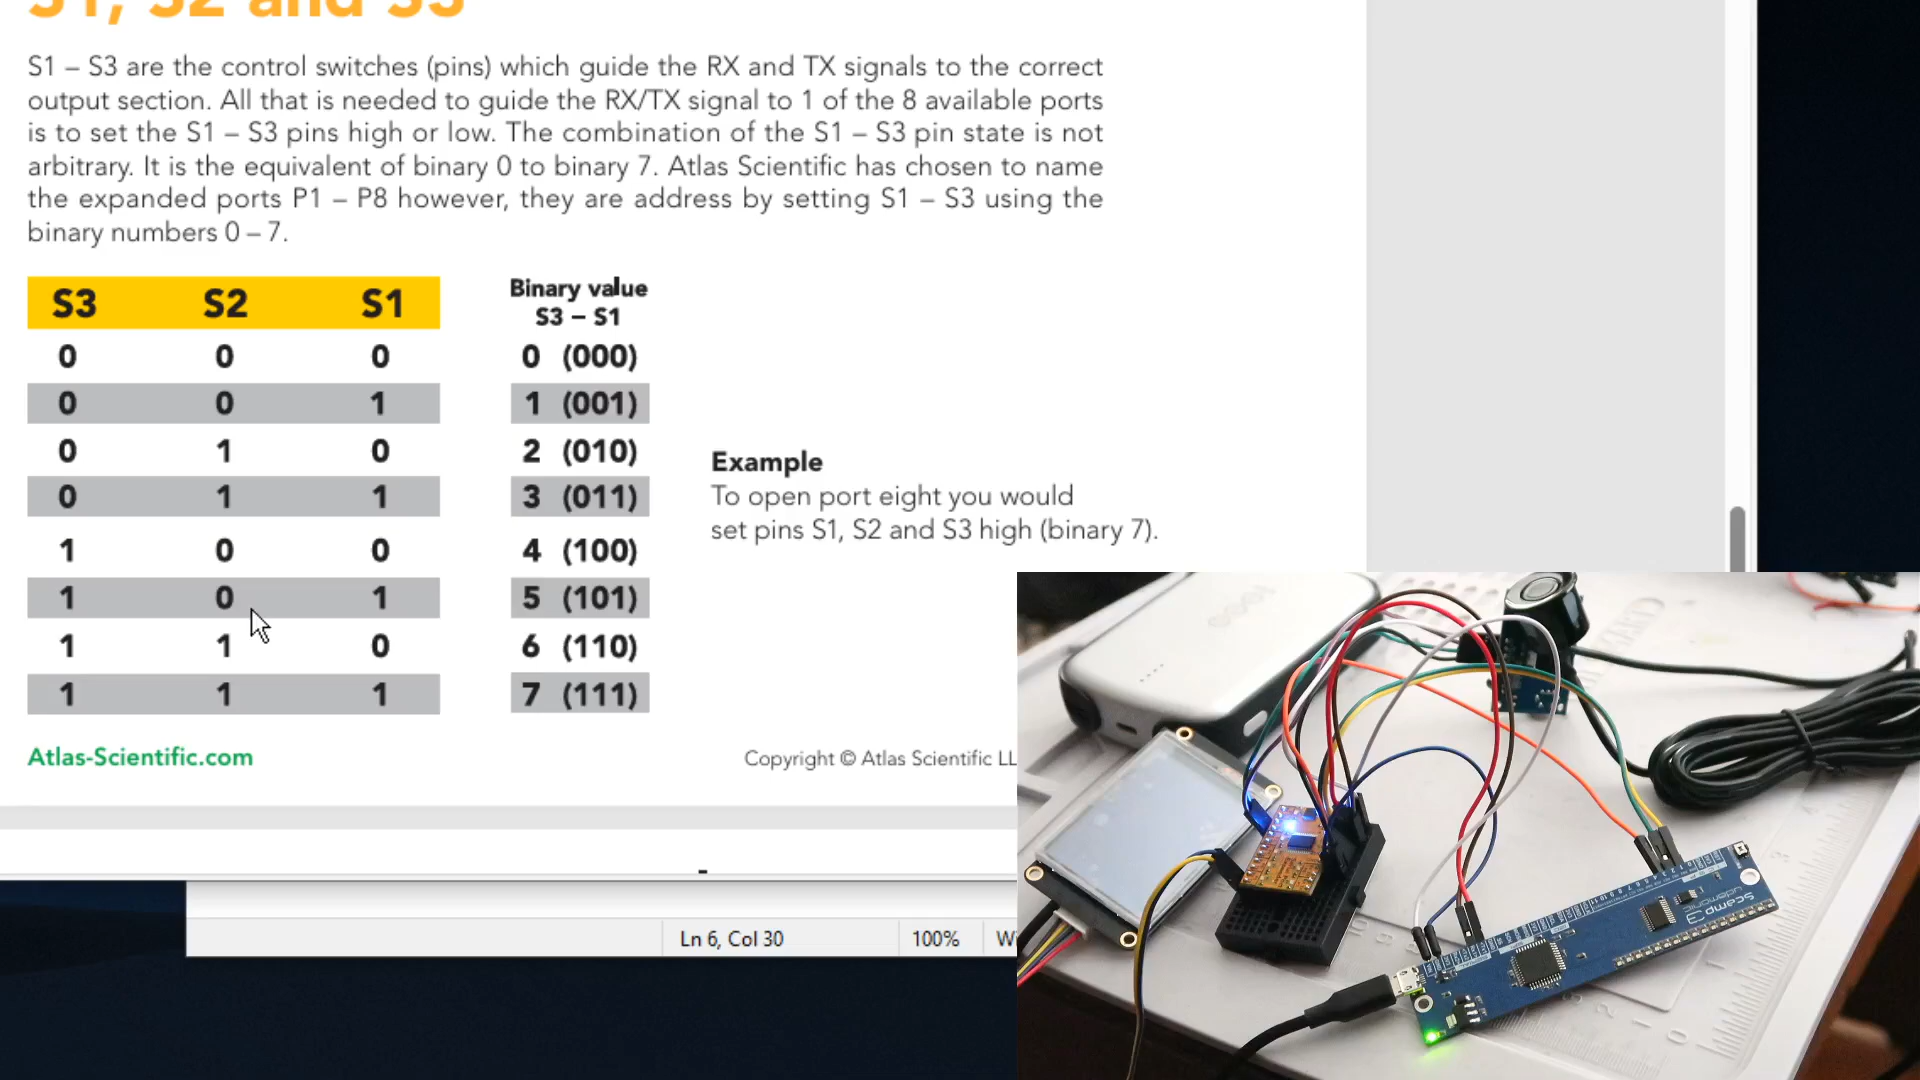 S1, S2 and S3
S1 – S3 are the control switches (pins) which guide the RX and TX signals to the correct
output section. All that is needed to guide the RX/TX signal to 1 of the 8 available ports
is to set the S1 – S3 pins high or low. The combination of the S1 – S3 pin state is not
arbitrary. It is the equivalent of binary 0 to binary 7. Atlas Scientific has chosen to name
the expanded ports P1 – P8 however, they are address by setting S1 – S3 using the
binary numbers 0 – 7.
S3 S2 S1
0 0 0
0 0 1
0 1 0
0 1 1
1 0 0
1 0 1
1 1 0
1 1 1
Binary value
S3 – S1
0 (000)
1 (001)
2 (010)
3 (011)
4 (100)
5 (101)
6 (110)
7 (111)
Example
To open port eight you would
set pins S1, S2 and S3 high (binary 7).
Atlas-Scientific.com
Copyright © Atlas Scientific LL
Ln 6, Col 30
100%
W
scamp3
udamonic